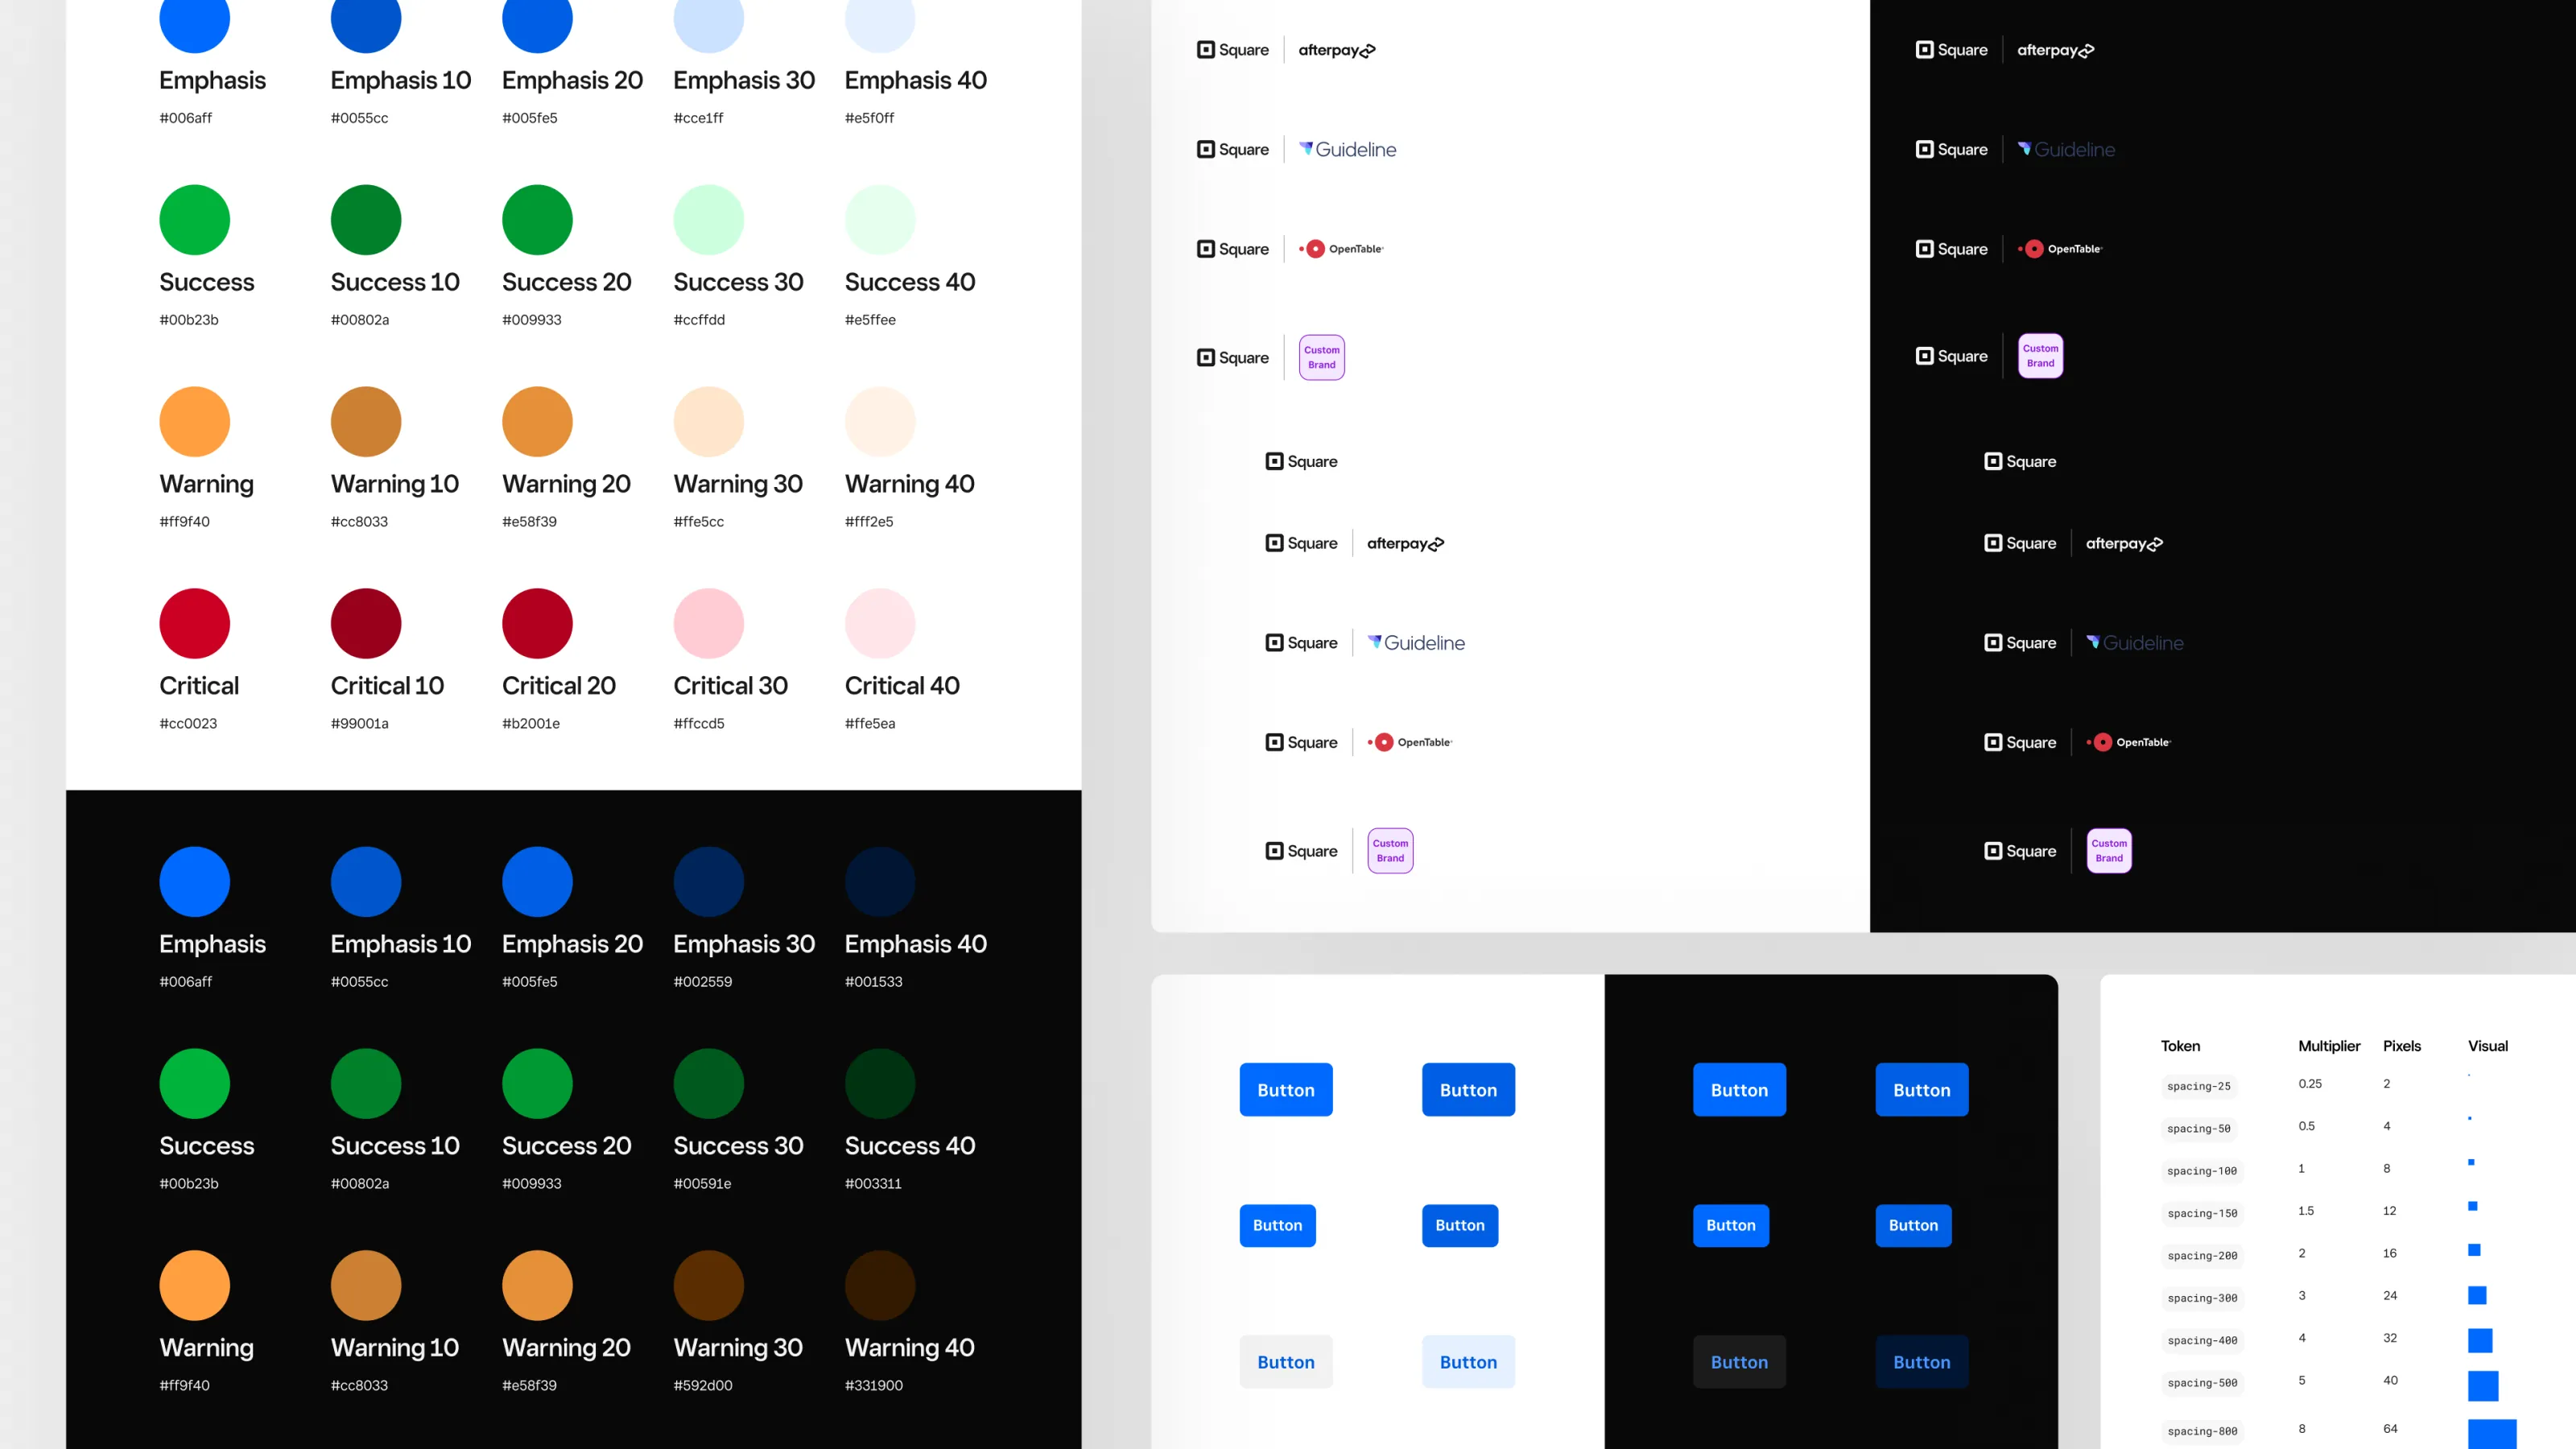 Emphasis Emphasis 10 Emphasis 20 Emphasis 30 Emphasis 40
#006aff #0055cc #005fe5 #cce1ff #e5f0ff
Success Success 10 Success 20 Success 30 Success 40
#00b23b #00802a #009933 #ccffdd #e5ffee
Warning Warning 10 Warning 20 Warning 30 Warning 40
#ff9f40 #cc8033 #e58f39 #ffe5cc #fff2e5
Critical Critical 10 Critical 20 Critical 30 Critical 40
#cc0023 #99001a #b2001e #ffccd5 #ffe5ea
Emphasis Emphasis 10 Emphasis 20 Emphasis 30 Emphasis 40
#006aff #0055cc #005fe5 #002559 #001533
Success Success 10 Success 20 Success 30 Success 40
#00b23b #00802a #009933 #00591e #003311
Warning Warning 10 Warning 20 Warning 30 Warning 40
#ff9f40 #cc8033 #e58f39 #592d00 #331900
Square afterpay
Square Guideline
Square OpenTable
Square Custom
Brand
Square
Square afterpay
Square Guideline
Square OpenTable
Square Custom
Brand
Square afterpay
Square Guideline
Square OpenTable
Square Custom
Brand
Square
Square afterpay
Square Guideline
Square OpenTable
Square Custom
Brand
Button Button
Button Button
Button Button
Button Button
Button Button
Button Button
Token Multiplier Pixels Visual
spacing-25 0.25 2
spacing-50 0.5 4
spacing-100 1 8
spacing-150 1.5 12
spacing-200 2 16
spacing-300 3 24
spacing-400 4 32
spacing-500 5 40
spacing-800 8 64